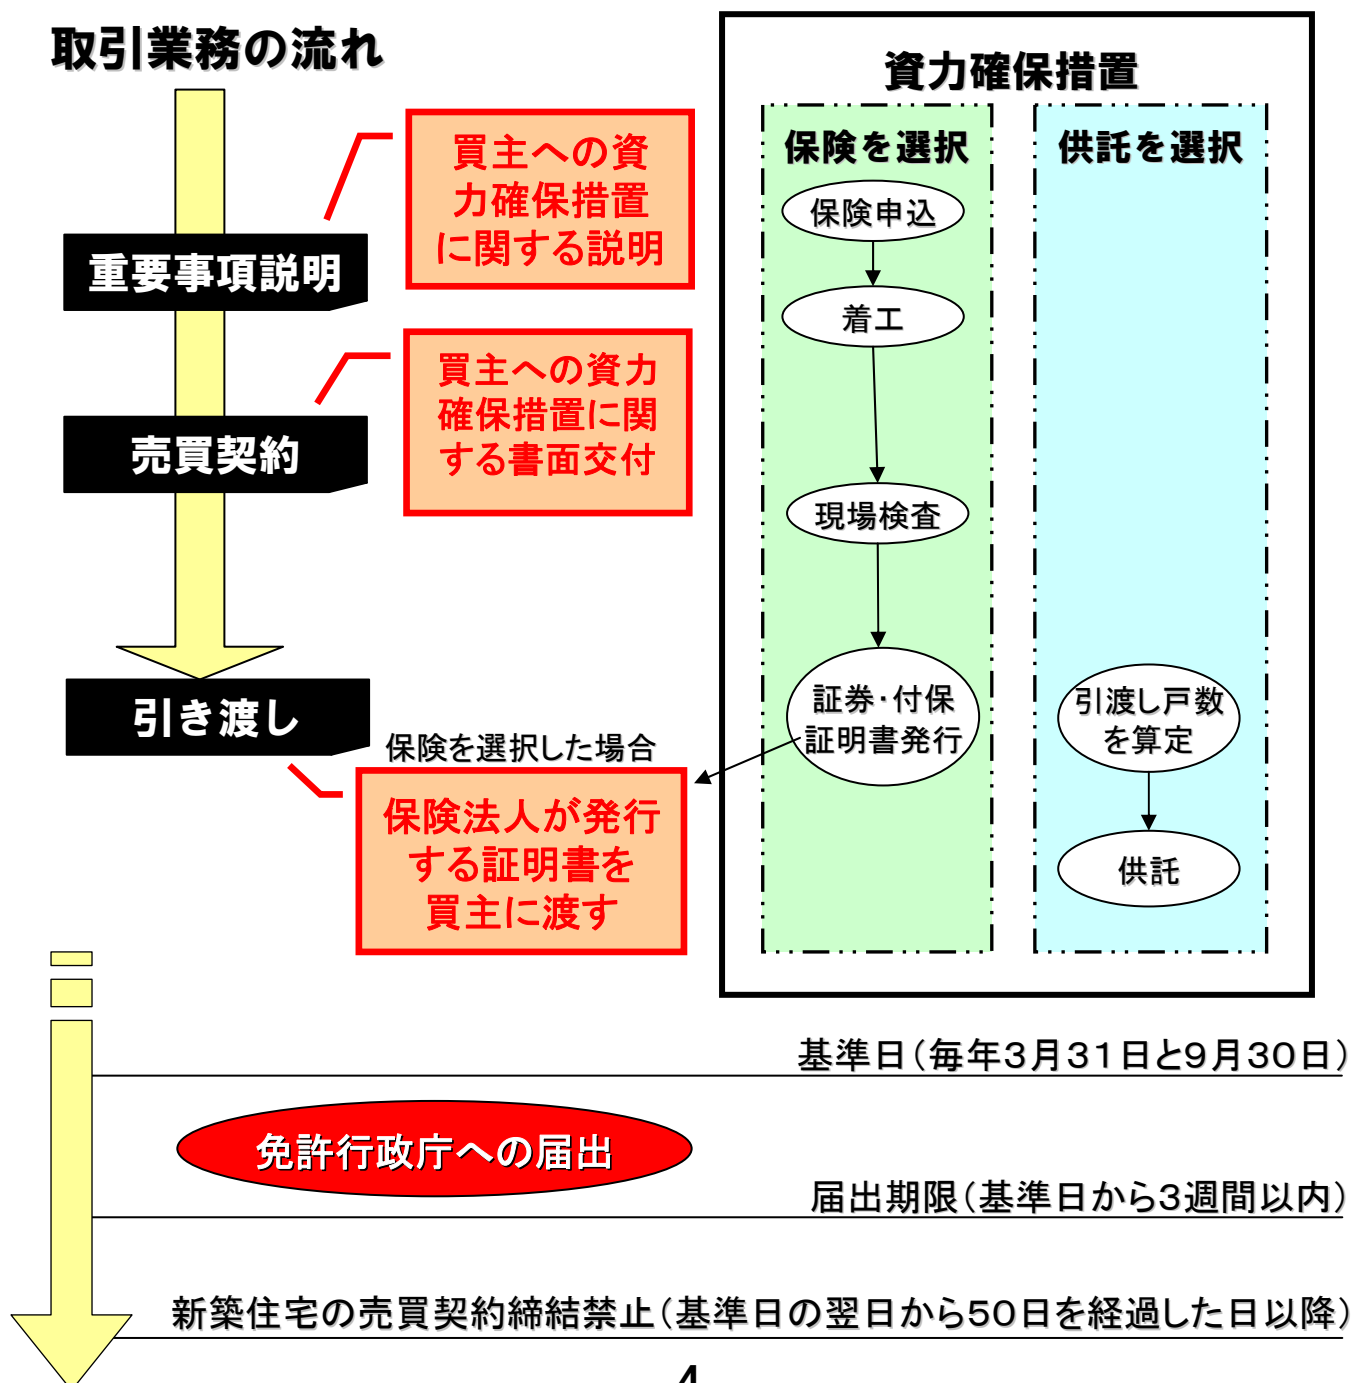 取引業務の流れ
買主への資
力確保措置
に関する説明
重要事項説明
買主への資力
確保措置に関
する書面交付
売買契約
引き渡し
保険を選択した場合
保険法人が発行
する証明書を
買主に渡す
資力確保措置
保険を選択
保険申込
着工
現場検査
証券・付保
証明書発行
供託を選択
引渡し戸数
を算定
供託
基準日（毎年３月３１日と９月３０日）
免許行政庁への届出
届出期限（基準日から３週間以内）
新築住宅の売買契約締結禁止（基準日の翌日から５０日を経過した日以降）
4